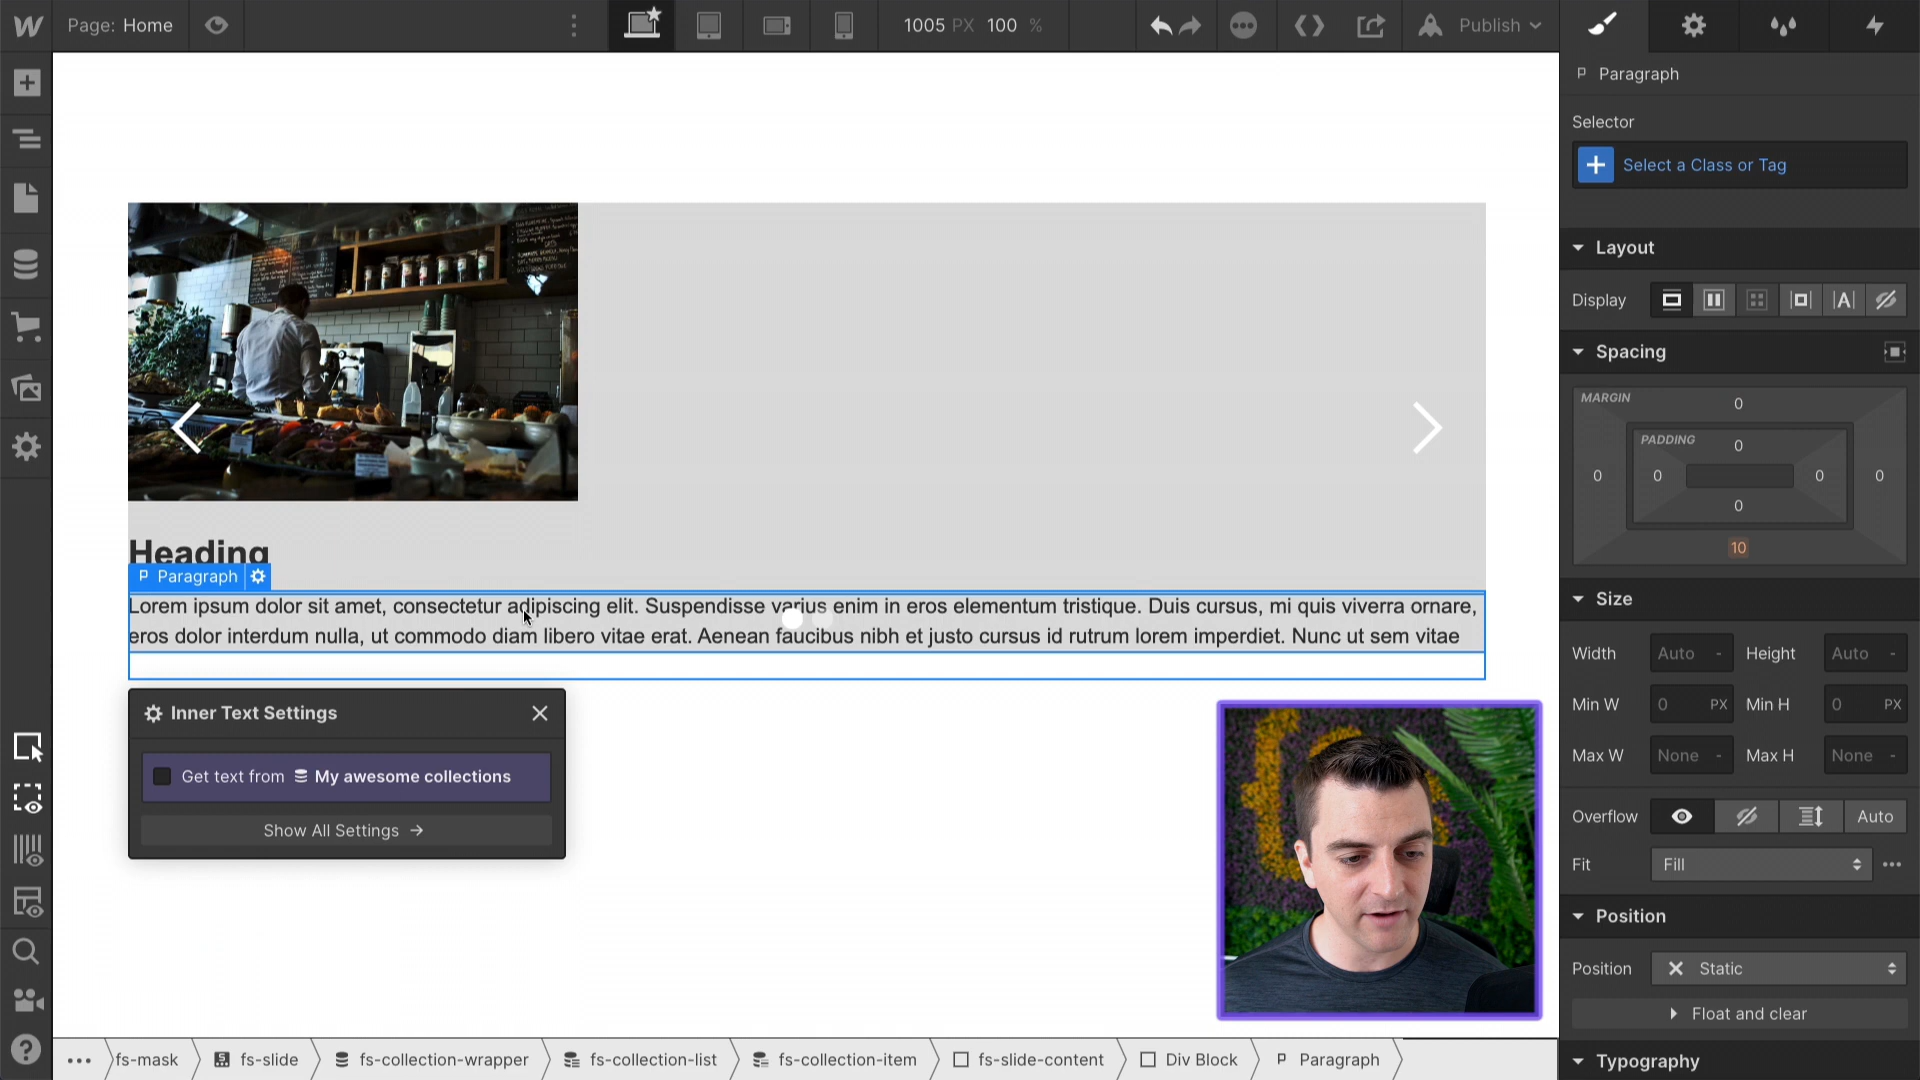 Page: Home
1005 PX 100 %
Publish
Paragraph
Selector
Select a Class or Tag
Layout
Display
A
Spacing
MARGIN
0
PADDING
0
0 0 0 0
0
10
Size
Width Auto - Height Auto -
Min W 0 PX Min H 0 PX
Max W None - Max H None -
Overflow Auto
Fit Fill
Position
Position Static
Float and clear
Typography
Heading
Paragraph
Lorem ipsum dolor sit amet, consectetur adipiscing elit. Suspendisse varius enim in eros elementum tristique. Duis cursus, mi quis viverra ornare,
eros dolor interdum nulla, ut commodo diam libero vitae erat. Aenean faucibus nibh et justo cursus id rutrum lorem imperdiet. Nunc ut sem vitae
Inner Text Settings
Get text from My awesome collections
Show All Settings
fs-mask fs-slide fs-collection-wrapper fs-collection-list fs-collection-item fs-slide-content Div Block Paragraph